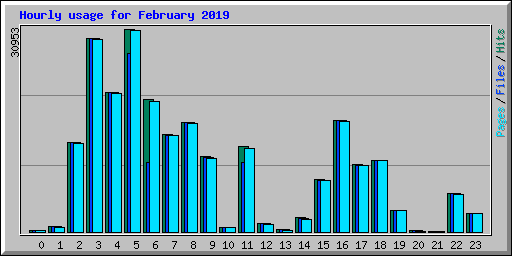 Hourly usage for February 2019
30953
Pages/Files/Hits
0 1 2 3 4 5 6 7 8 9 10 11 12 13 14 15 16 17 18 19 20 21 22 23